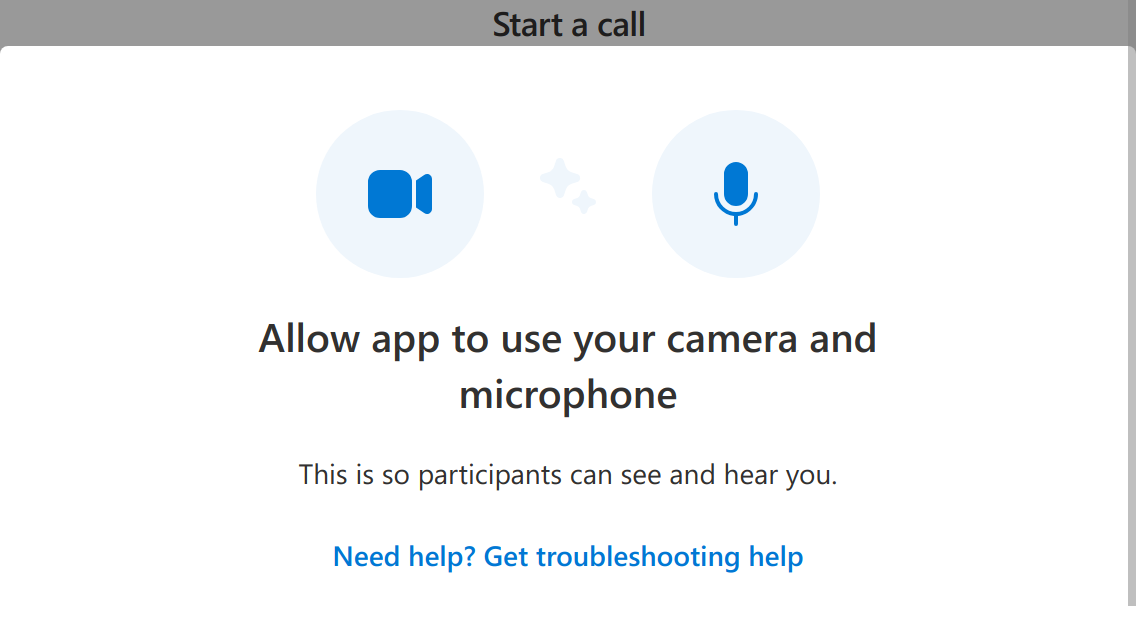 Start a call
Allow app to use your camera and
microphone
This is so participants can see and hear you.
Need help? Get troubleshooting help